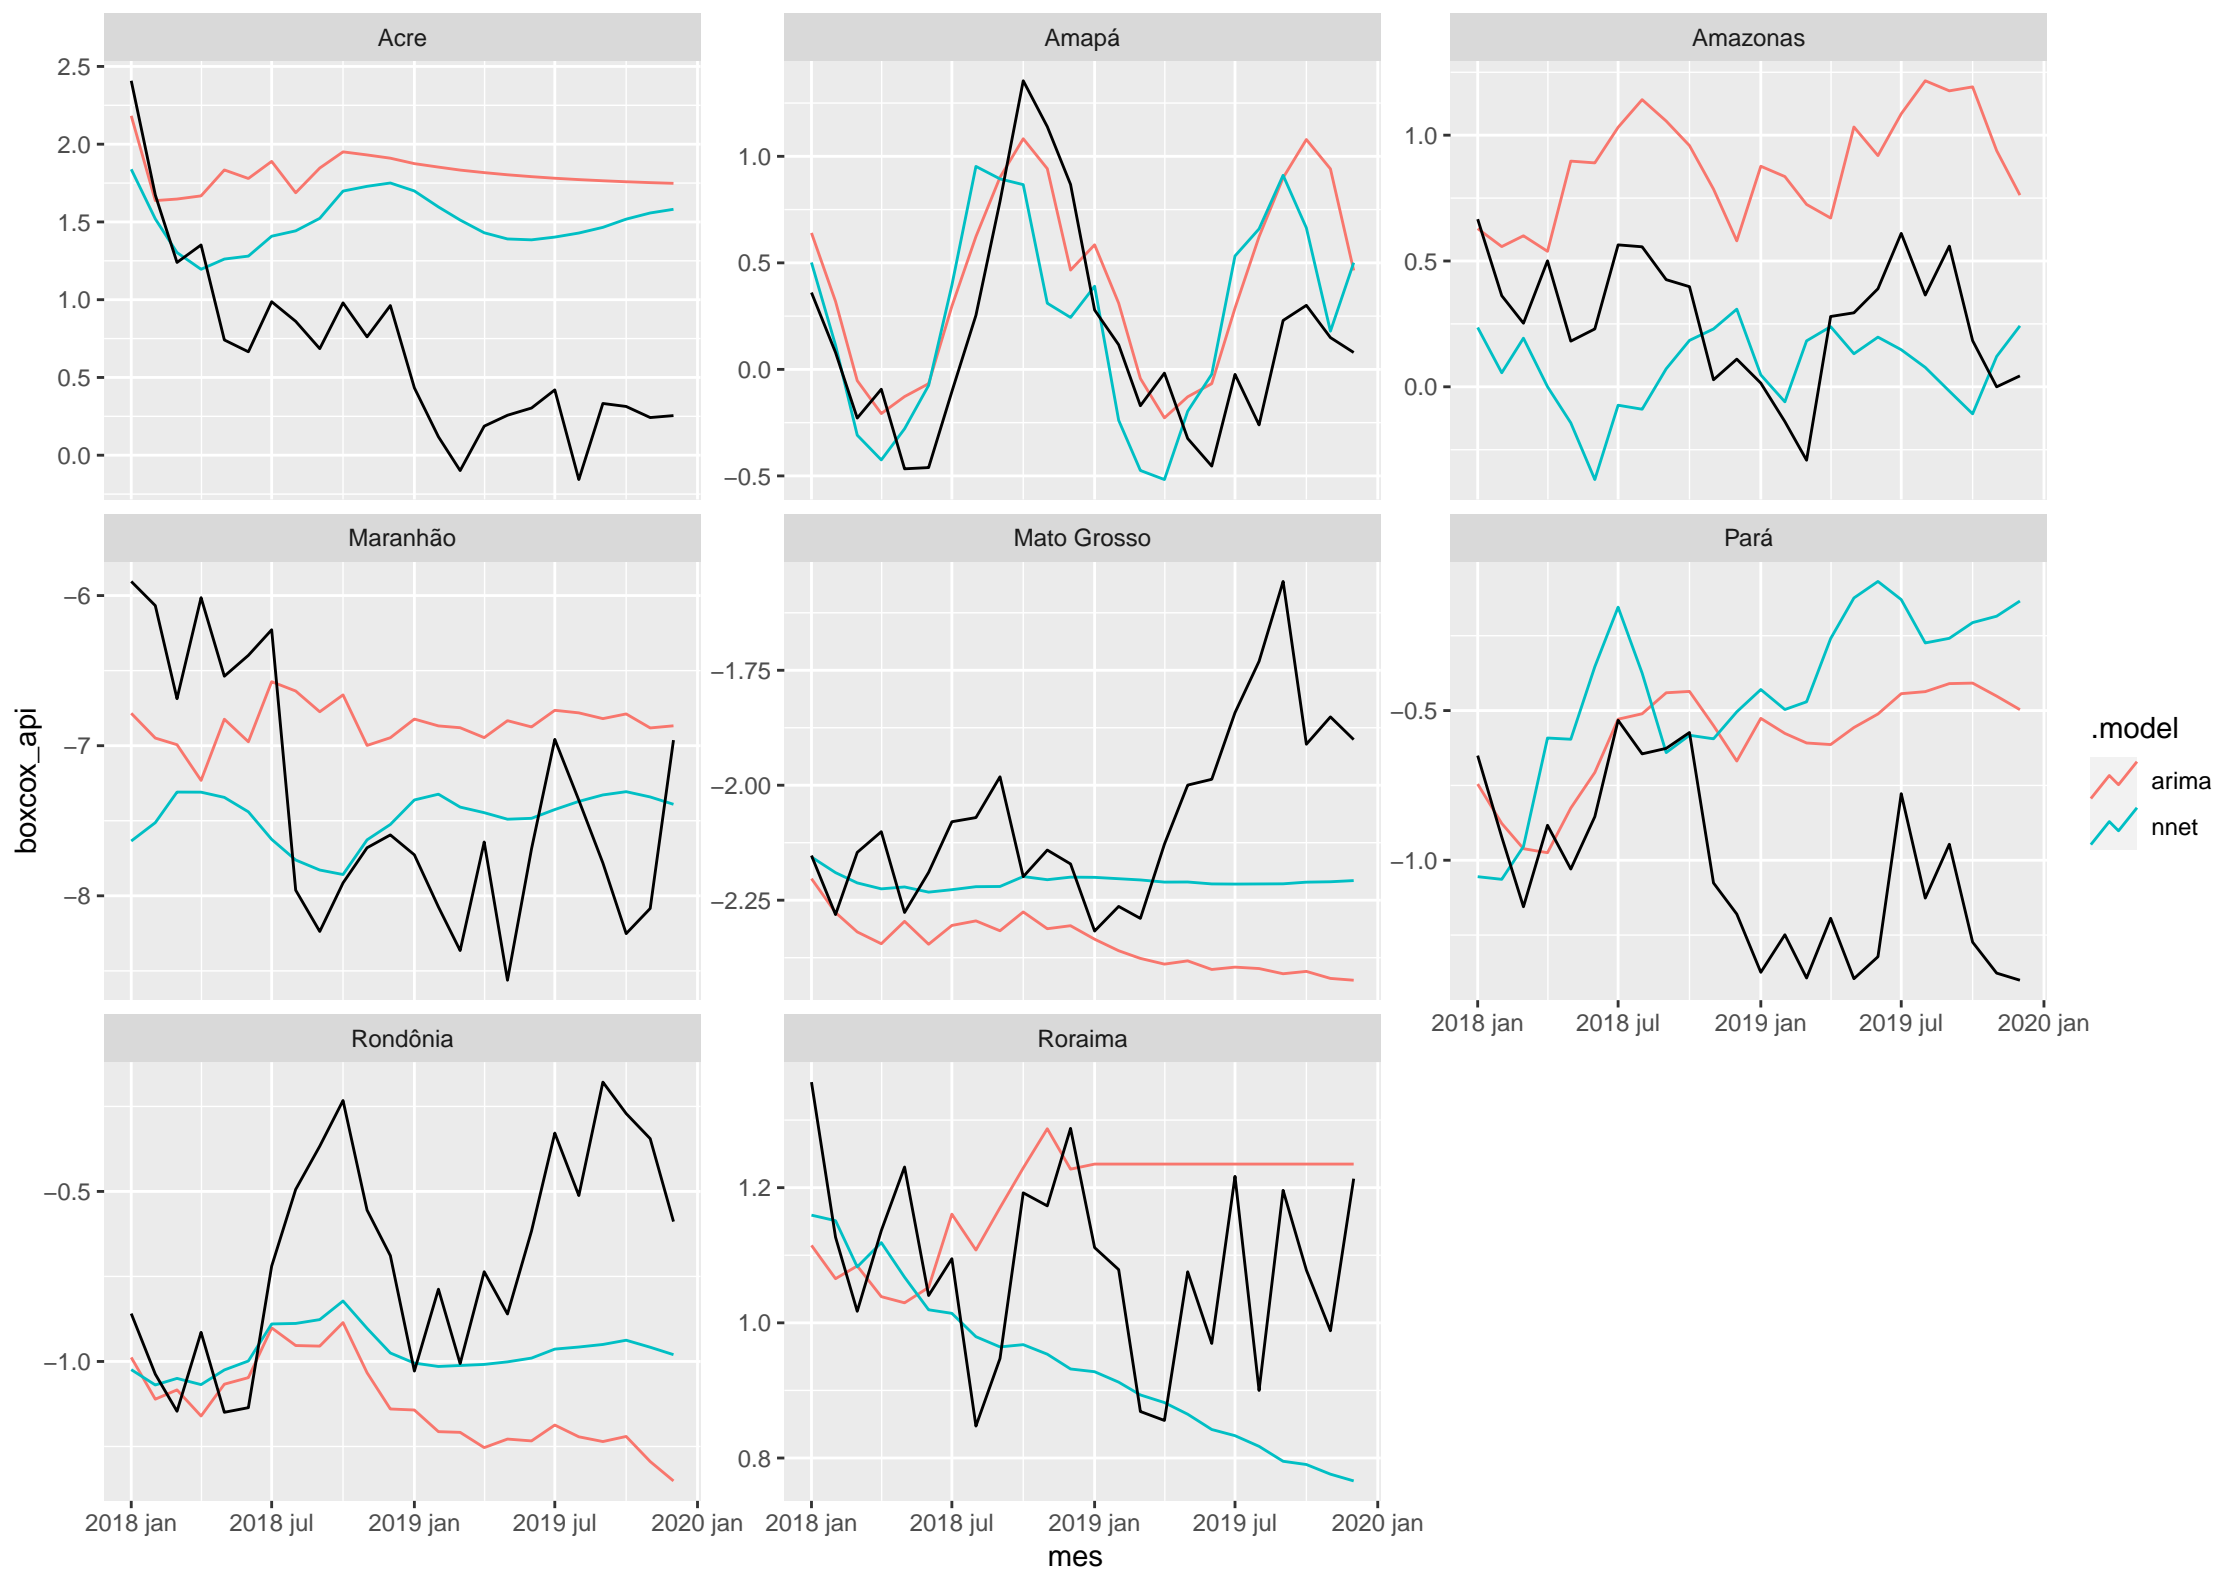 Acre
Amapá
Amazonas
2.5
2.0
1.5
1.0
0.5
0.0
1.0
0.5
0.0
−0.5
1.0
0.5
0.0
Maranhão
Mato Grosso
Pará
−6
−7
−8
−1.75
−2.00
−2.25
−0.5
−1.0
2018 jan
2018 jul
2019 jan
2019 jul
2020 jan
Rondônia
Roraima
−0.5
−1.0
1.2
1.0
0.8
2018 jan
2018 jul
2019 jan
2019 jul
2020 jan
2018 jan
2018 jul
2019 jan
2019 jul
2020 jan
mes
boxcox_api
.model
arima
nnet